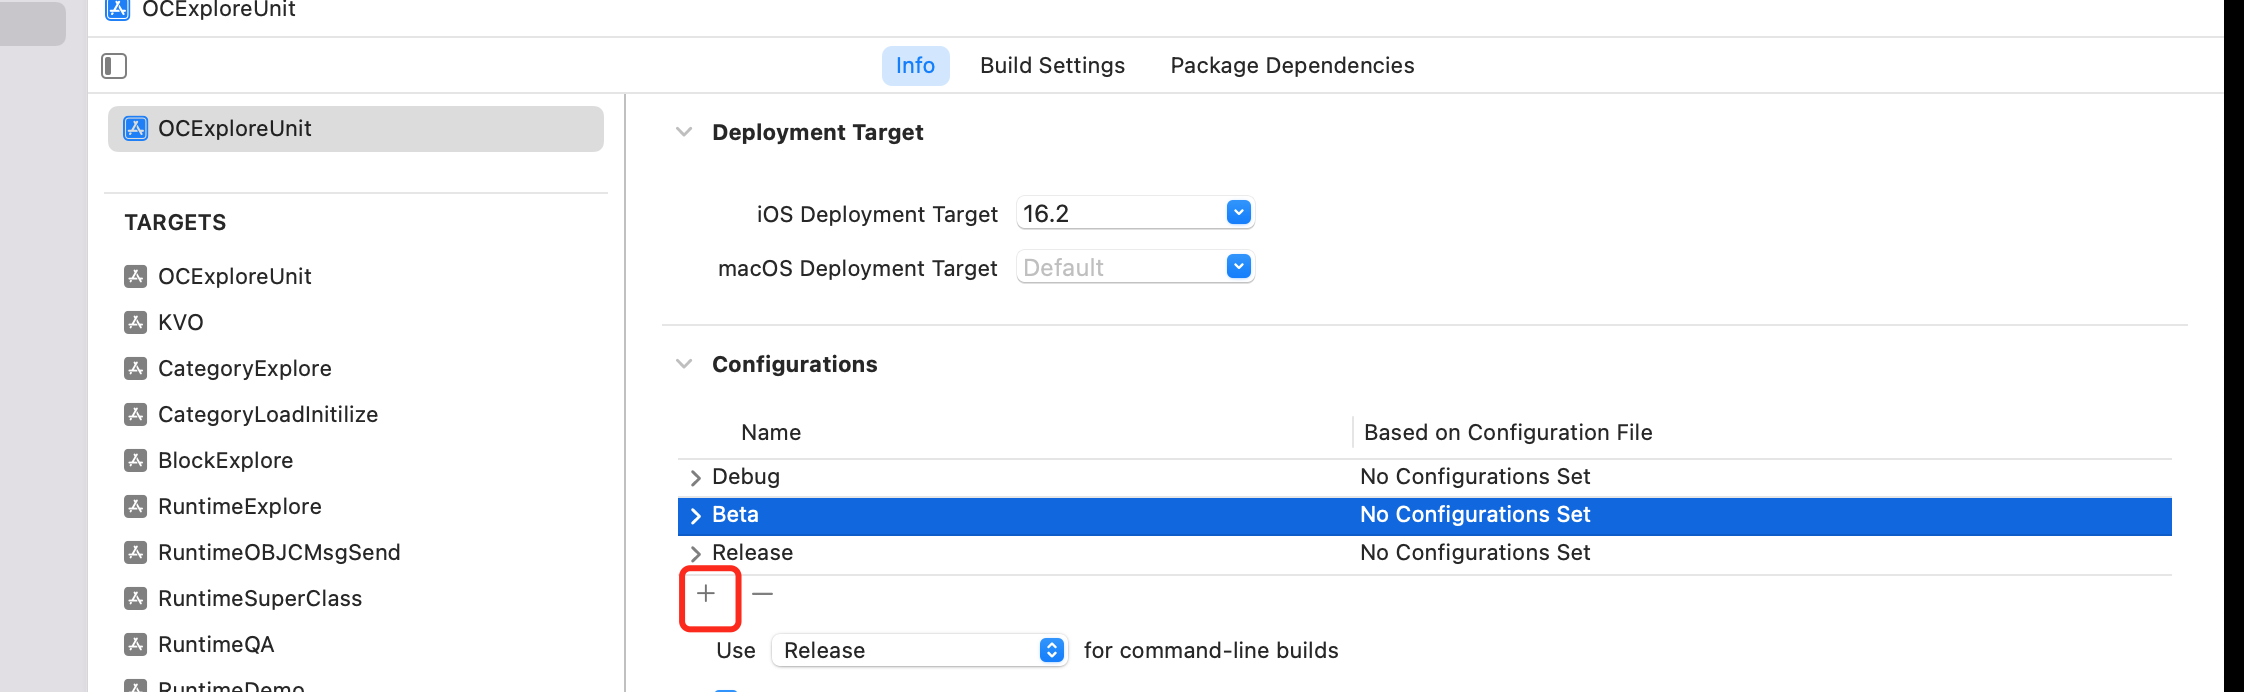 OCExploreUnit
Info
Build Settings
Package Dependencies
OCExploreUnit
TARGETS
OCExploreUnit
KVO
CategoryExplore
CategoryLoadInitilize
BlockExplore
RuntimeExplore
RuntimeOBJCMsgSend
RuntimeSuperClass
RuntimeQA
RuntimeDemo
Deployment Target
iOS Deployment Target 16.2
macOS Deployment Target Default
Configurations
Name Based on Configuration File
Debug No Configurations Set
Beta No Configurations Set
Release No Configurations Set
Use Release for command-line builds